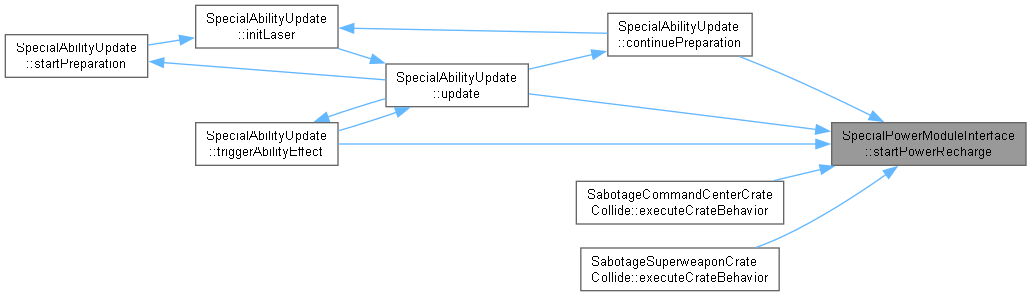 SpecialAbilityUpdate
::initLaser
SpecialAbilityUpdate
::continuePreparation
SpecialAbilityUpdate
::startPreparation
SpecialAbilityUpdate
::update
SpecialAbilityUpdate
::triggerAbilityEffect
SpecialPowerModuleInterface
::startPowerRecharge
SabotageCommandCenterCrate
Collide::executeCrateBehavior
SabotageSuperweaponCrate
Collide::executeCrateBehavior